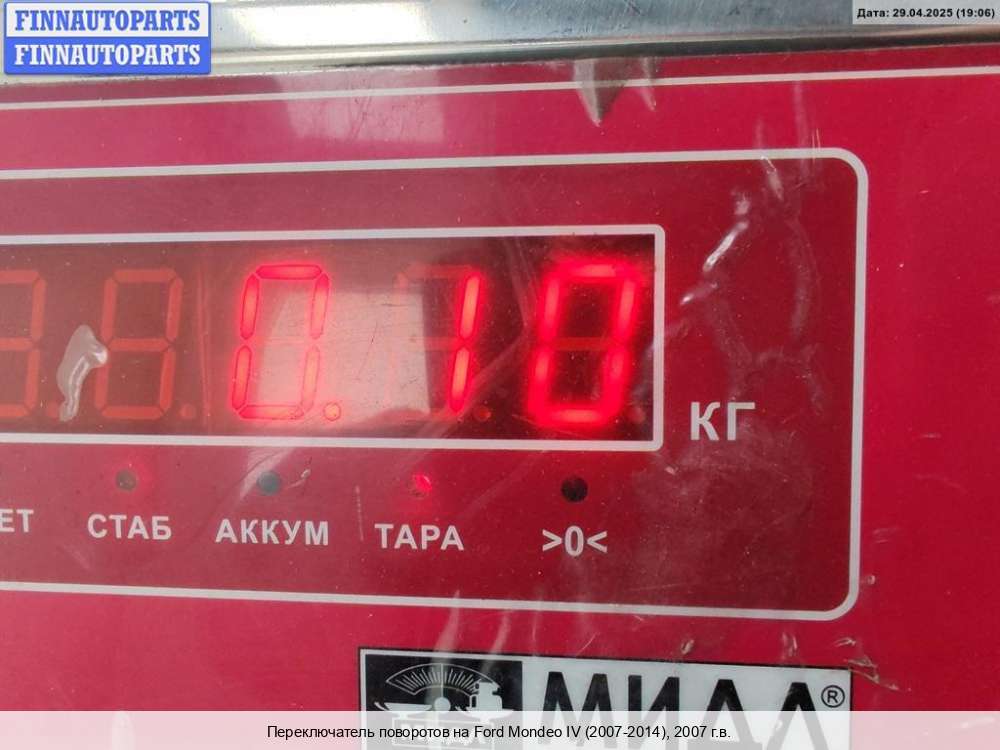 FINNAUTOPARTS
FINNAUTOPARTS
Дата: 29.04.2025 (19:06)
0.10
КГ
СТАБ
АККУМ
ТАРА
>0<
МИДЛ®
Переключатель поворотов на Ford Mondeo IV (2007-2014), 2007 г.в.